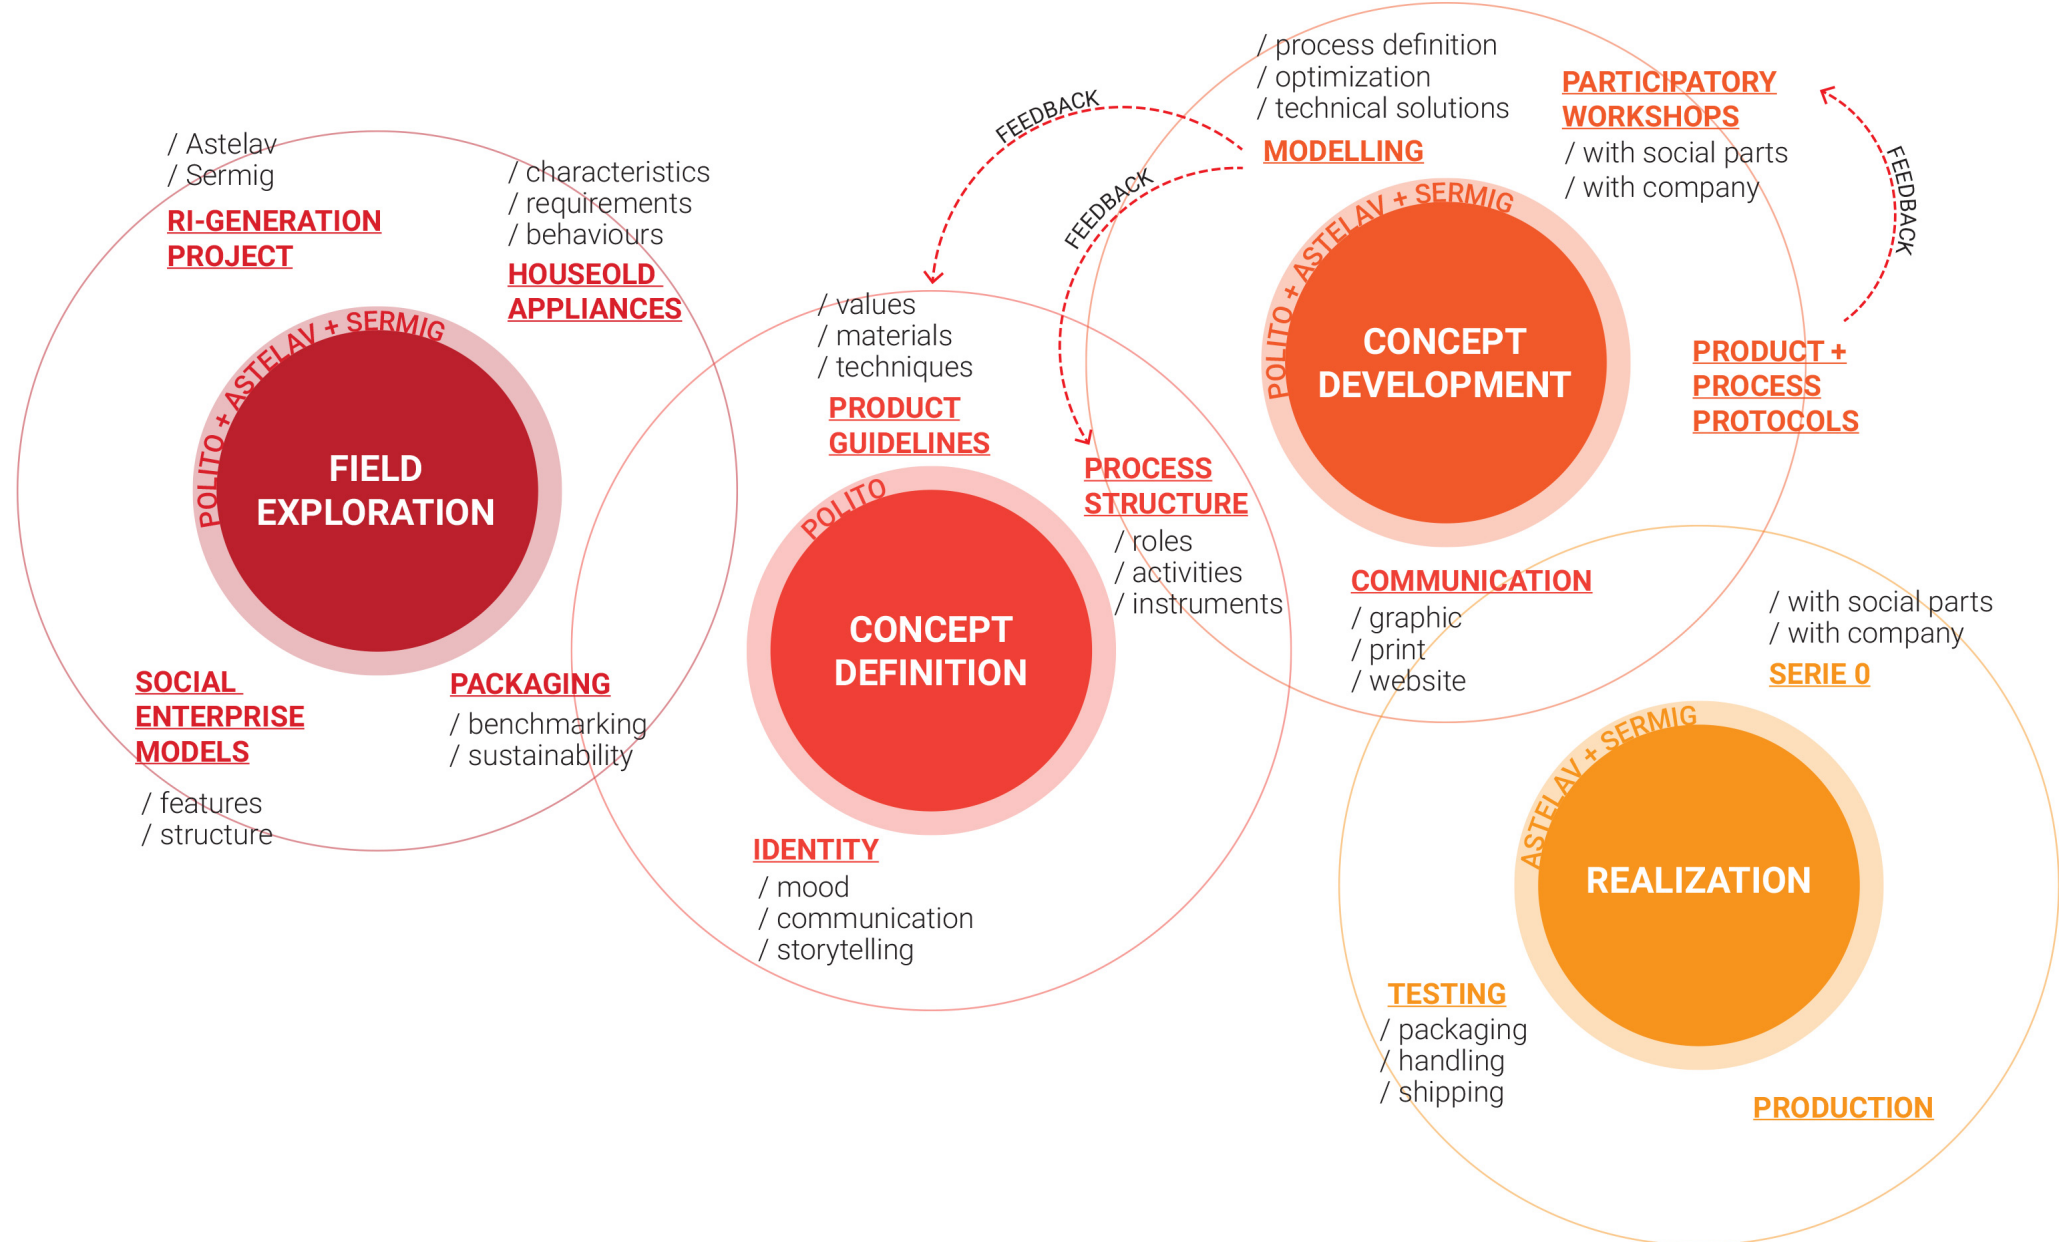 / Astelav
/ Sermig
RI-GENERATION
PROJECT
/ characteristics
/ requirements
/ behaviours
HOUSEOLD
APPLIANCES
POLITO + ASTELAV + SERMIG
FIELD
EXPLORATION
SOCIAL
ENTERPRISE
MODELS
/ features
/ structure
PACKAGING
/ benchmarking
/ sustainability
/ values
/ materials
/ techniques
PRODUCT
GUIDELINES
POLITO
CONCEPT
DEFINITION
PROCESS
STRUCTURE
/ roles
/ activities
/ instruments
IDENTITY
/ mood
/ communication
/ storytelling
FEEDBACK
FEEDBACK
/ process definition
/ optimization
/ technical solutions
MODELLING
PARTICIPATORY
WORKSHOPS
/ with social parts
/ with company
FEEDBACK
POLITO + ASTELAV + SERMIG
CONCEPT
DEVELOPMENT
PRODUCT +
PROCESS
PROTOCOLS
COMMUNICATION
/ graphic
/ print
/ website
/ with social parts
/ with company
SERIE 0
ASTELAV + SERMIG
REALIZATION
TESTING
/ packaging
/ handling
/ shipping
PRODUCTION